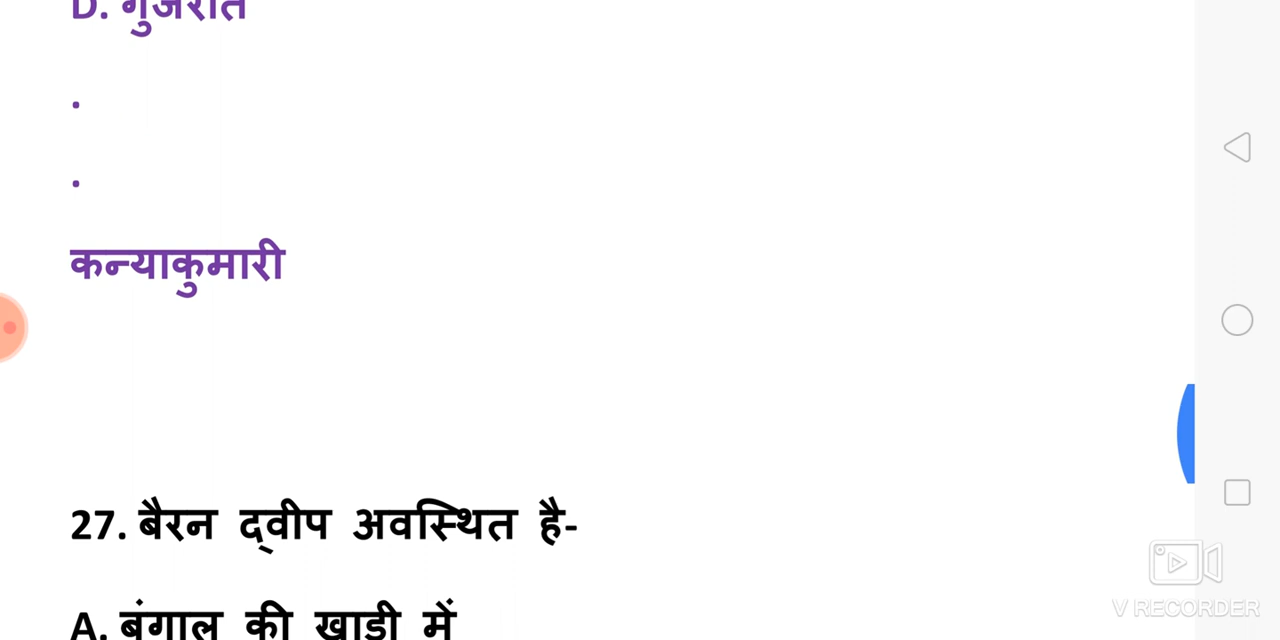 D. गुजरात
.
.
कन्याकुमारी
27. बैरन द्वीप अवस्थित है-
A. बंगाल की खाड़ी में
V RECORDER